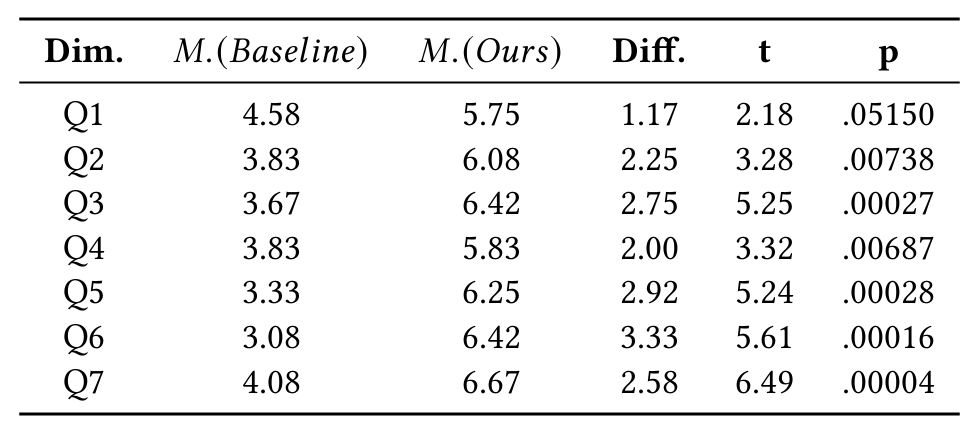 Dim. M.(Baseline) M.(Ours) Diff. t p
Q1 4.58 5.75 1.17 2.18 .05150
Q2 3.83 6.08 2.25 3.28 .00738
Q3 3.67 6.42 2.75 5.25 .00027
Q4 3.83 5.83 2.00 3.32 .00687
Q5 3.33 6.25 2.92 5.24 .00028
Q6 3.08 6.42 3.33 5.61 .00016
Q7 4.08 6.67 2.58 6.49 .00004